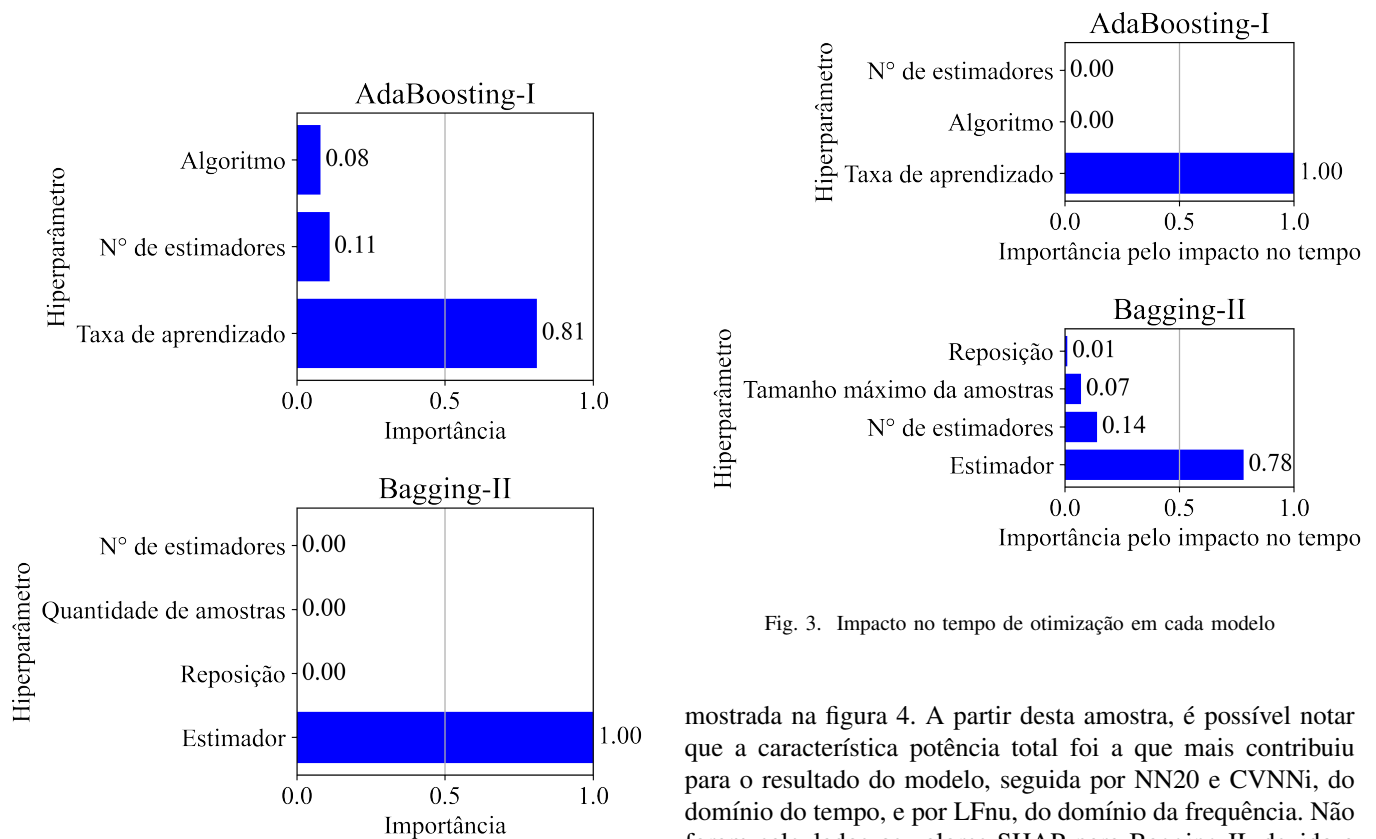 AdaBoosting-I
Hiperparâmetro
Algoritmo
0.08
N° de estimadores
0.11
Taxa de aprendizado
0.81
0.0 0.5 1.0
Importância
Bagging-II
Hiperparâmetro
N° de estimadores
0.00
Quantidade de amostras
0.00
Reposição
0.00
Estimador
1.00
0.0 0.5 1.0
Importância
AdaBoosting-I
Hiperparâmetro
N° de estimadores
0.00
Algoritmo
0.00
Taxa de aprendizado
1.00
0.0 0.5 1.0
Importância pelo impacto no tempo
Bagging-II
Hiperparâmetro
Reposição
0.01
Tamanho máximo da amostras
0.07
N° de estimadores
0.14
Estimador
0.78
0.0 0.5 1.0
Importância pelo impacto no tempo
Fig. 3. Impacto no tempo de otimização em cada modelo
mostrada na figura 4. A partir desta amostra, é possível notar
que a característica potência total foi a que mais contribuiu
para o resultado do modelo, seguida por NN20 e CVNNi, do
domínio do tempo, e por LFnu, do domínio da frequência. Não